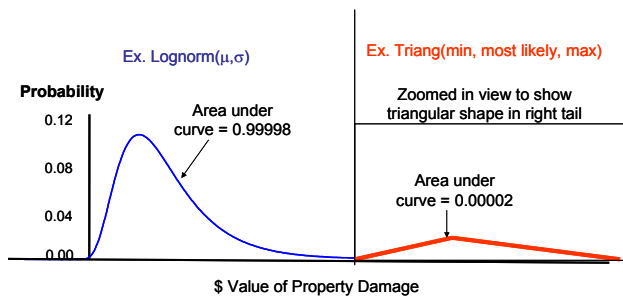 Ex. Lognorm(μ,σ)
Ex. Triang(min, most likely, max)
Probability
Zoomed in view to show
triangular shape in right tail
0.12
Area under
curve = 0.99998
0.08
Area under
curve = 0.00002
0.04
0.00
$ Value of Property Damage